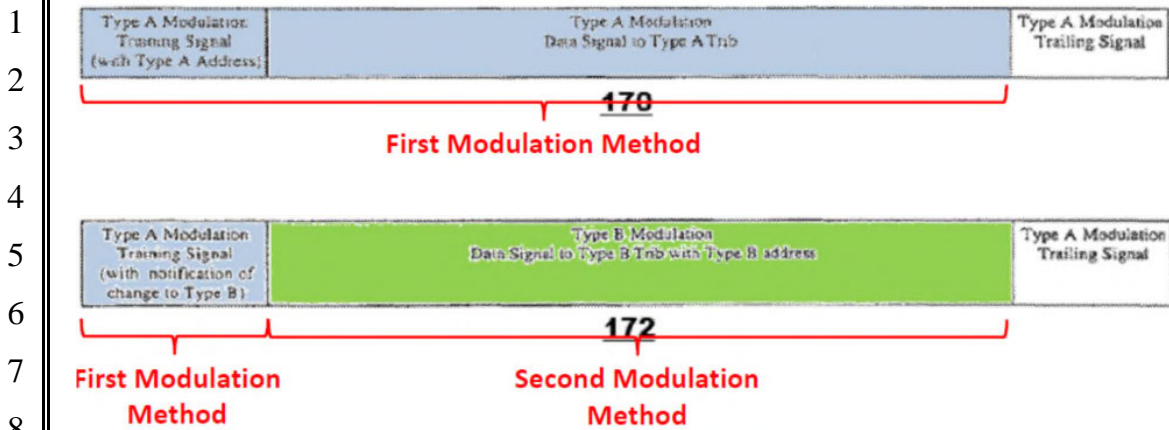 1
2
3
4
5
6
7
8
Type A Modulation
Training Signal
(with Type A Address)
Type A Modulation
Data Signal to Type A Trib
Type A Modulation
Trailing Signal
170
First Modulation Method
Type A Modulation
Training Signal
(with notification of
change to Type B)
Type B Modulation
Data Signal to Type B Trib with Type B address
Type A Modulation
Trailing Signal
172
First Modulation
Method
Second Modulation
Method